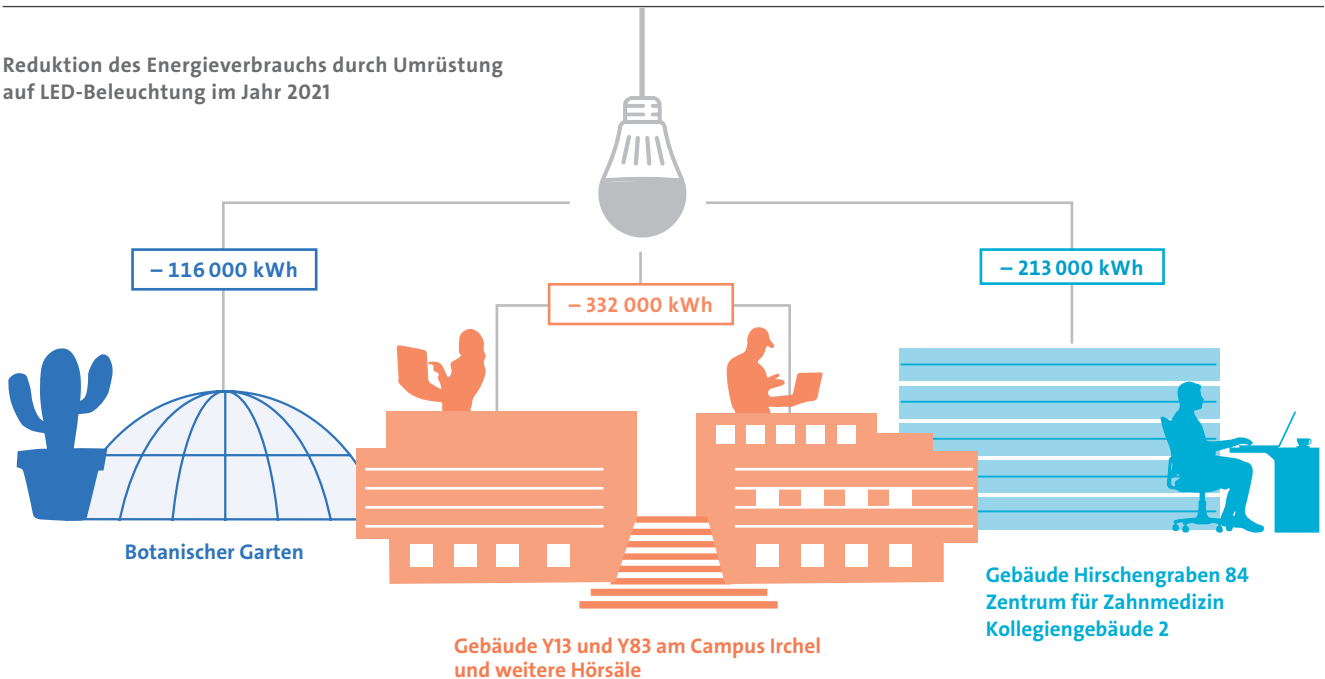 Reduktion des Energieverbrauchs durch Umrüstung
auf LED-Beleuchtung im Jahr 2021
– 116 000 kWh
– 332 000 kWh
– 213 000 kWh
Botanischer Garten
Gebäude Y13 und Y83 am Campus Irchel
und weitere Hörsäle
Gebäude Hirschengraben 84
Zentrum für Zahnmedizin
Kollegiengebäude 2